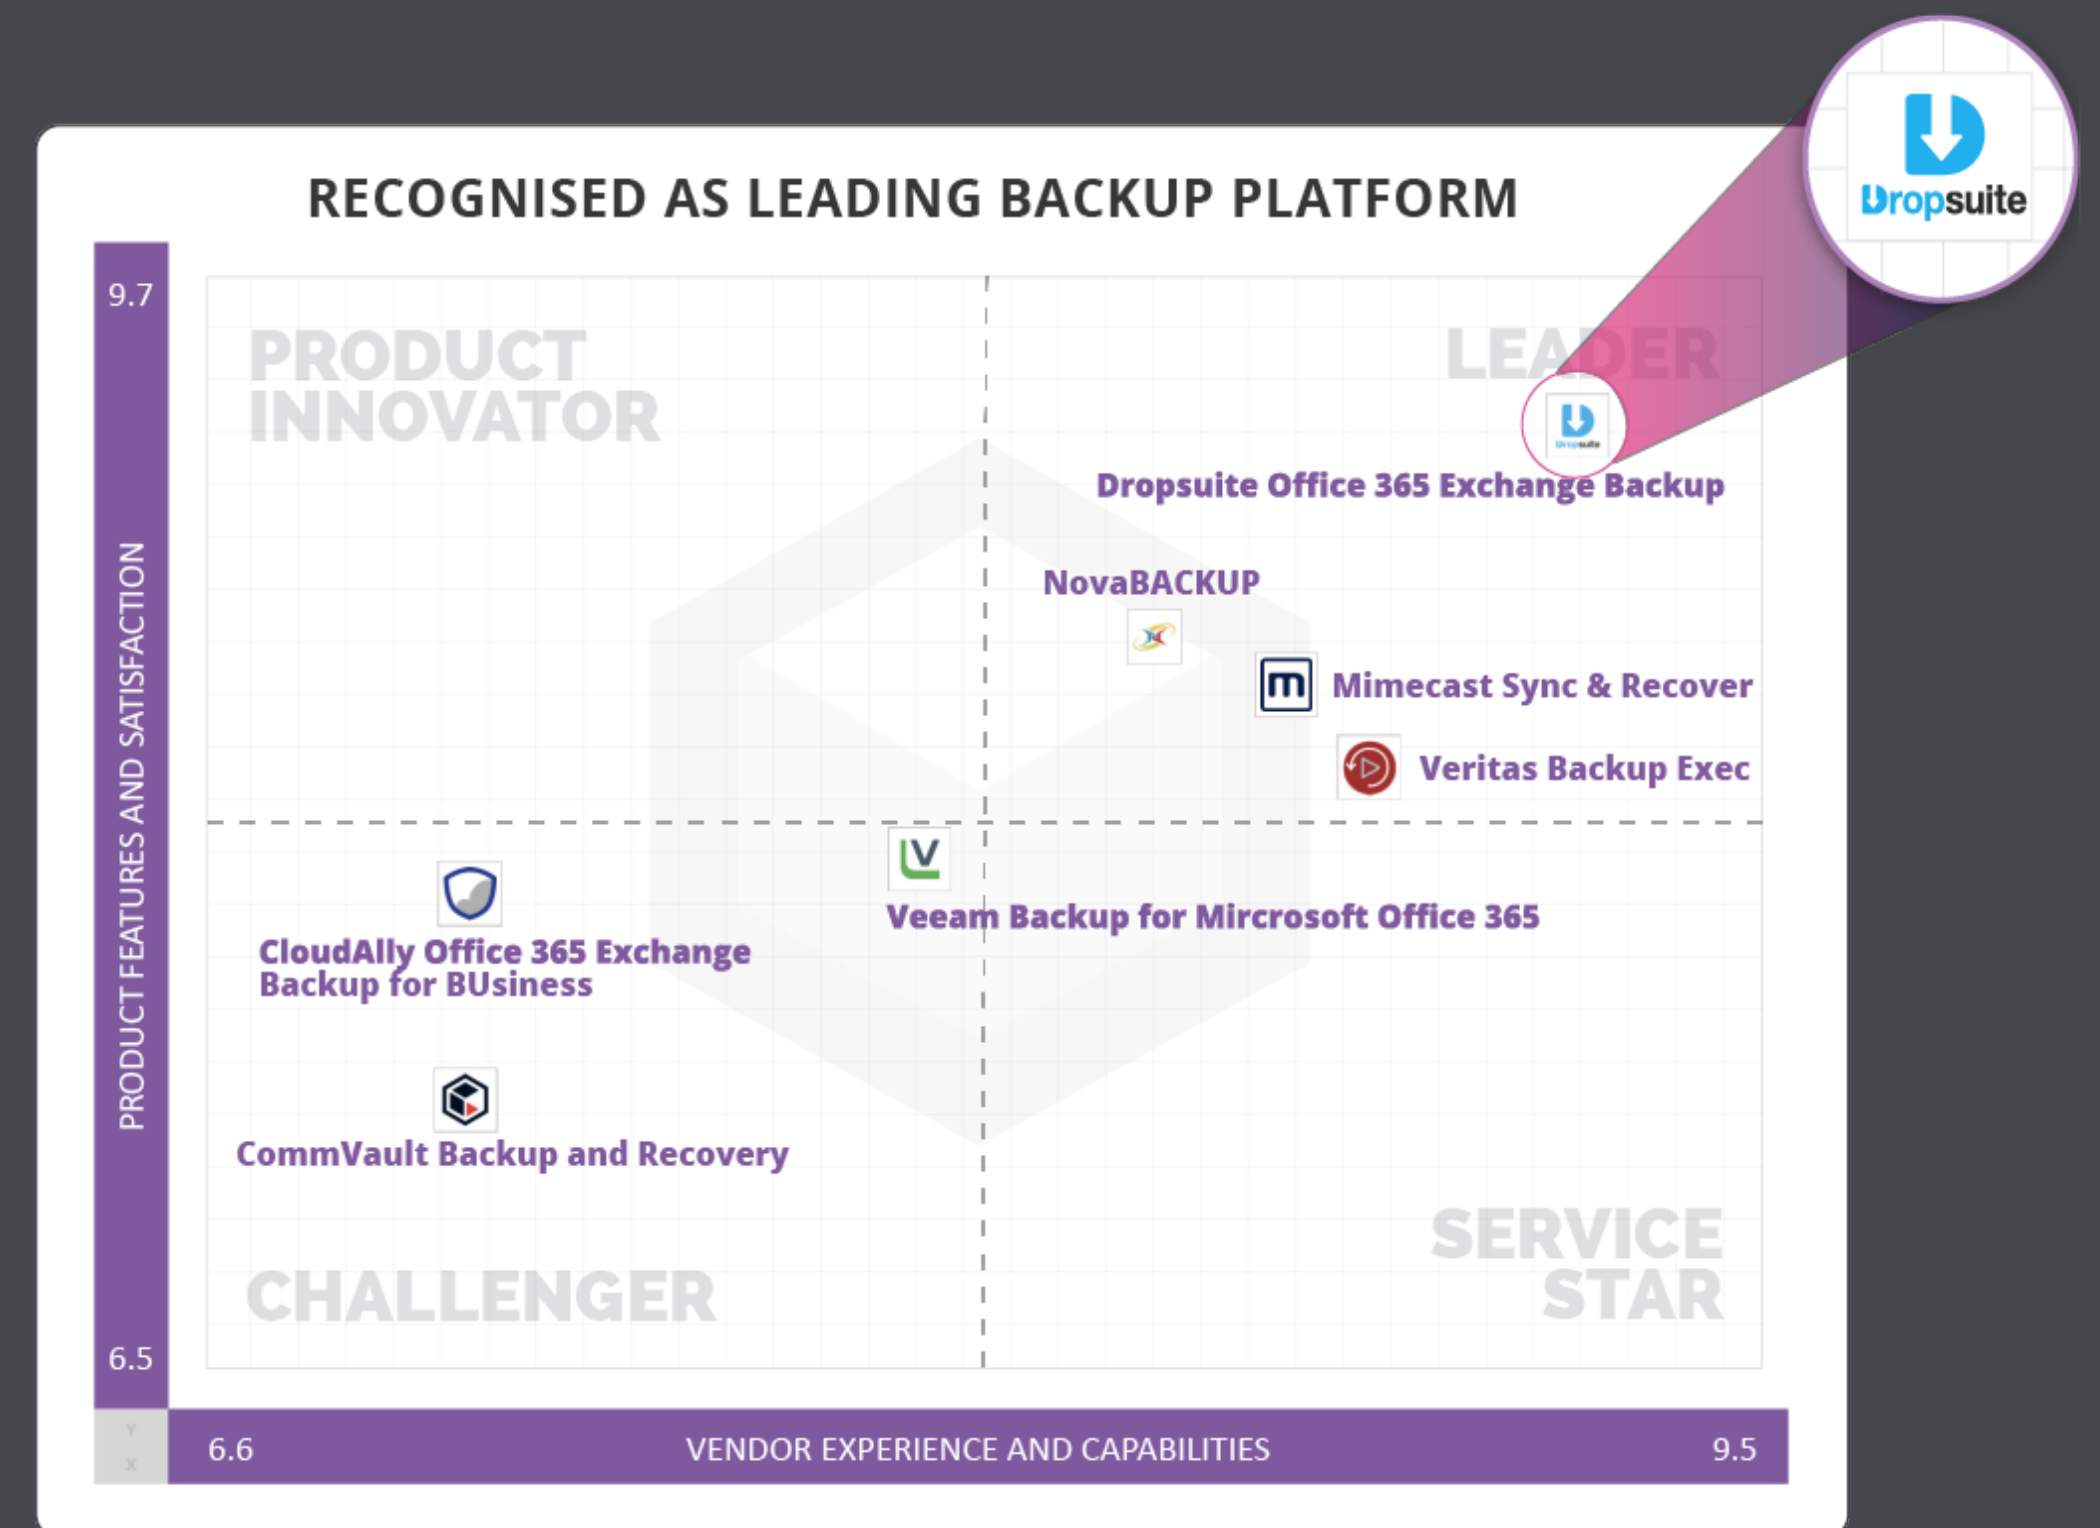 Dropsuite
RECOGNISED AS LEADING BACKUP PLATFORM
9.7
PRODUCT
INNOVATOR
LEADER
Dropsuite
Dropsuite Office 365 Exchange Backup
NovaBACKUP
Mimecast Sync & Recover
Veritas Backup Exec
PRODUCT FEATURES AND SATISFACTION
Veeam Backup for Mircrosoft Office 365
CloudAlly Office 365 Exchange
Backup for BUsiness
CommVault Backup and Recovery
SERVICE
STAR
CHALLENGER
6.5
Y
X
6.6
VENDOR EXPERIENCE AND CAPABILITIES
9.5